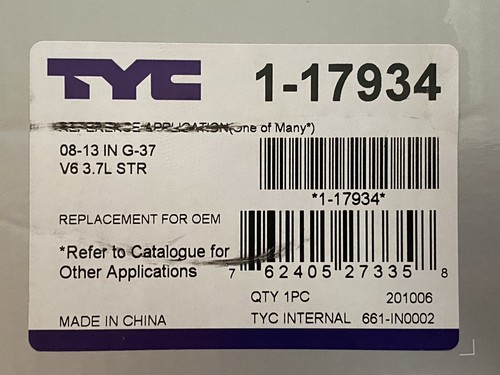 TYC 1-17934
REFERENCE APPLICATION(One of Many*)
08-13 IN G-37
V6 3.7L STR
*1-17934*
REPLACEMENT FOR OEM
*Refer to Catalogue for
Other Applications
7 62405 27335 8
QTY 1PC 201006
MADE IN CHINA TYC INTERNAL 661-IN0002